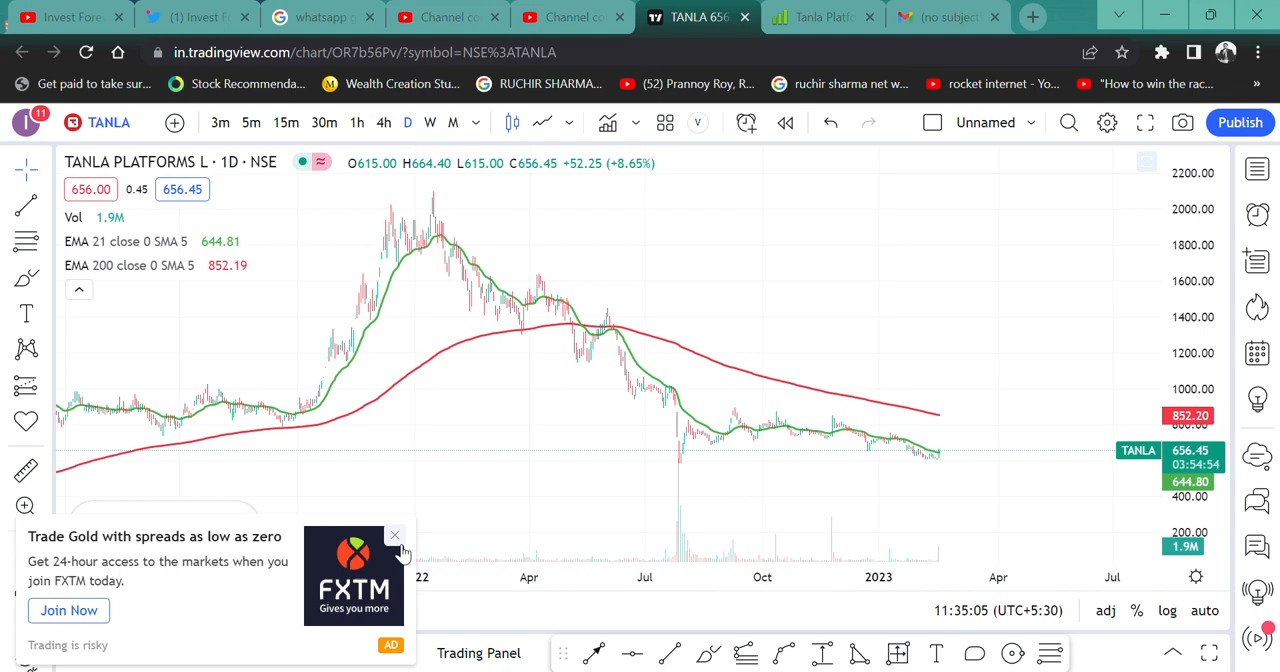 Invest Fores
(1) Invest F
whatsapp g
Channel co
Channel co
TANLA 656.
Tanla Platfo
(no subject
in.tradingview.com/chart/OR7b56Pv/?symbol=NSE%3ATANLA
Get paid to take sur...
Stock Recommenda...
Wealth Creation Stu...
RUCHIR SHARMA...
(52) Prannoy Roy, R...
ruchir sharma net w...
rocket internet - Yo...
"How to win the rac...
»
I
11
TANLA
3m 5m 15m 30m 1h 4h D W M
V
Unnamed
Publish
TANLA PLATFORMS L · 1D · NSE
O615.00 H664.40 L615.00 C656.45 +52.25 (+8.65%)
656.00 0.45 656.45
Vol 1.9M
EMA 21 close 0 SMA 5 644.81
EMA 200 close 0 SMA 5 852.19
2200.00
2000.00
1800.00
1600.00
1400.00
1200.00
1000.00
852.20
800.00
TANLA 656.45
03:54:54
644.80
400.00
200.00
1.9M
22 Apr Jul Oct 2023 Apr Jul
Trade Gold with spreads as low as zero
Get 24-hour access to the markets when you
join FXTM today.
Join Now
Trading is risky
AD
FXTM
Gives you more
11:35:05 (UTC+5:30) adj % log auto
Trading Panel